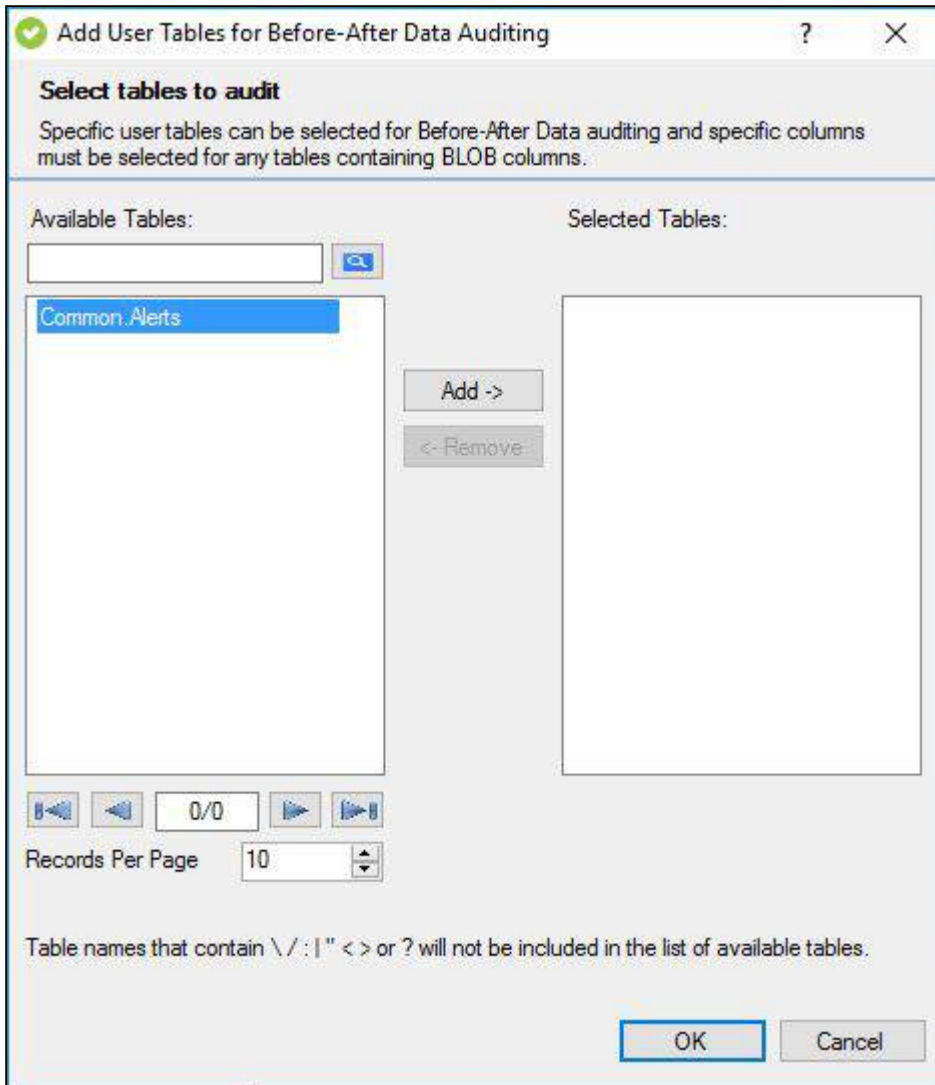 Add User Tables for Before-After Data Auditing ?
Select tables to audit
Specific user tables can be selected for Before-After Data auditing and specific columns
must be selected for any tables containing BLOB columns.
Available Tables:
Selected Tables:
Common.Alerts
Add ->
<- Remove
0/0
Records Per Page 10
Table names that contain \ / : | " < > or ? will not be included in the list of available tables.
OK Cancel